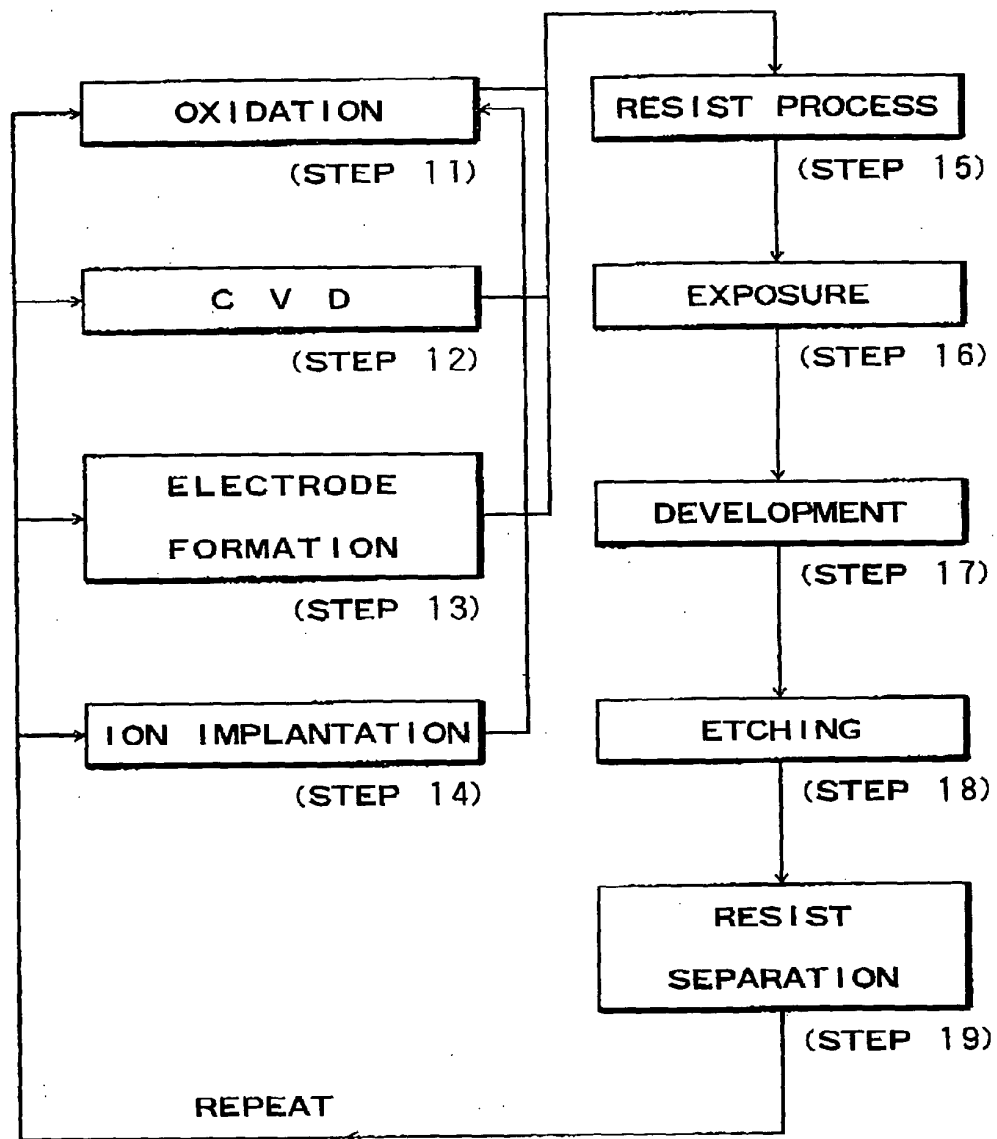 OXIDATION
(STEP 11)
C V D
(STEP 12)
ELECTRODE
FORMATION
(STEP 13)
ION IMPLANTATION
(STEP 14)
RESIST PROCESS
(STEP 15)
EXPOSURE
(STEP 16)
DEVELOPMENT
(STEP 17)
ETCHING
(STEP 18)
RESIST
SEPARATION
(STEP 19)
REPEAT